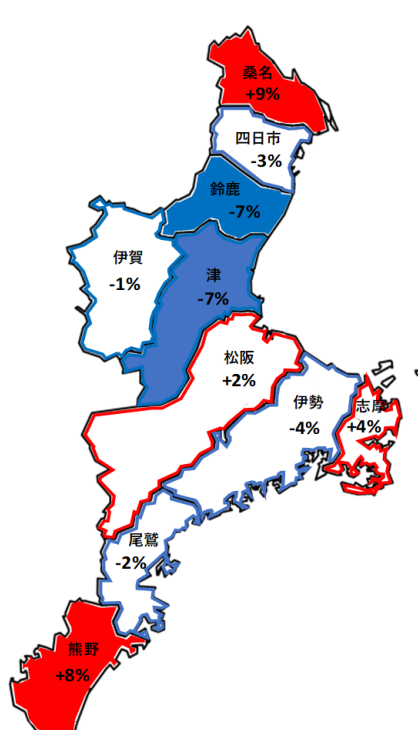 桑名
+9%
四日市
-3%
鈴鹿
-7%
伊賀
-1%
津
-7%
松阪
+2%
伊勢
-4%
志摩
+4%
尾鷲
-2%
熊野
+8%